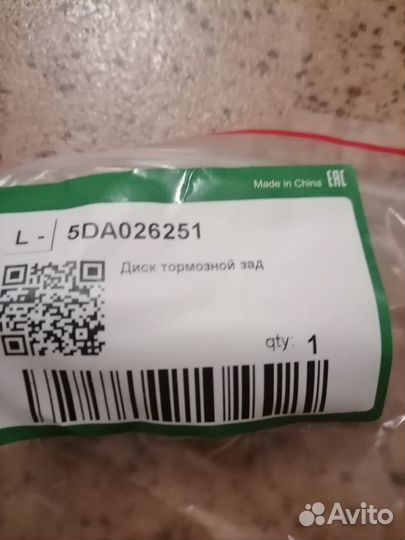 Made in China EAC
L - 5DA026251
Диск тормозной зад
qty: 1
Avito